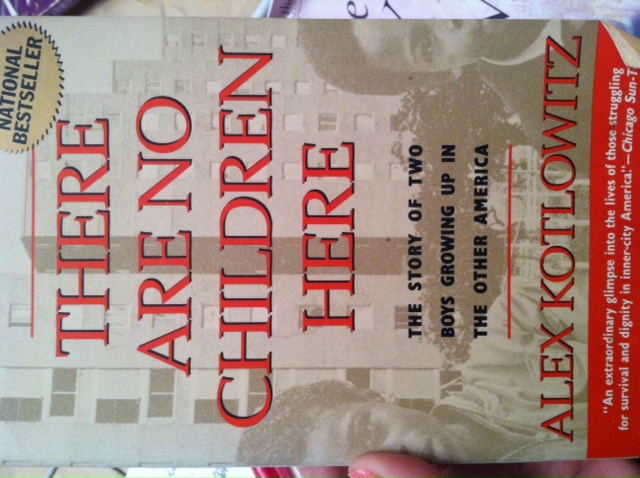 NATIONAL
BESTSELLER
THERE
ARE NO
CHILDREN
HERE
THE STORY OF TWO
BOYS GROWING UP IN
THE OTHER AMERICA
ALEX KOTLOWITZ
"An extraordinary glimpse into the lives of those struggling
for survival and dignity in inner-city America."—Chicago Sun-T